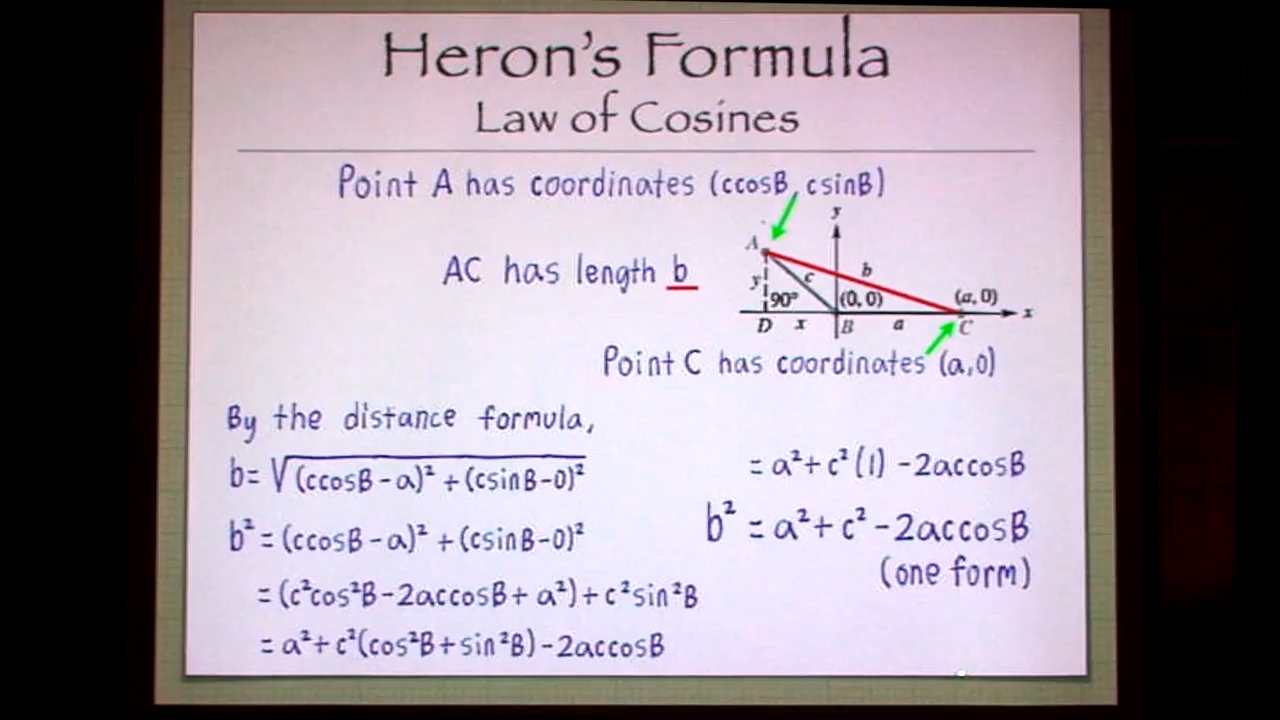 Heron's Formula
Law of Cosines
Point A has coordinates (ccosB, csinB)
AC has length b
y
A
b
c
y
90°
(0, 0)
(a, 0)
x
D
x
B
a
C
Point C has coordinates (a,0)
By the distance formula,
b=√(ccosB-a)²+(csinB-0)²
b²=(ccosB-a)²+(csinB-0)²
=(c²cos²B-2accosB+a²)+c²sin²B
=a²+c²(cos²B+sin²B)-2accosB
=a²+c²(1)-2accosB
b²=a²+c²-2accosB
(one form)